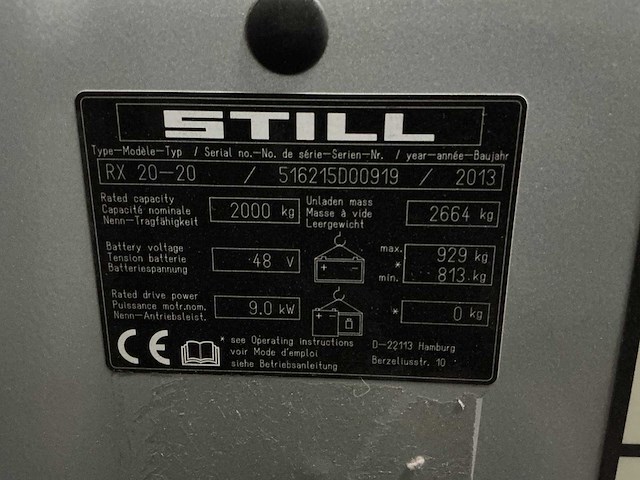 STILL
Type-Modèle-Typ / Serial no.-No. de série-Serien-Nr. / year-année-Baujahr
RX 20-20 / 516215D00919 / 2013
Rated capacity
Capacité nominale
Nenn-Tragfähigkeit
2000 kg
Unladen mass
Masse à vide
Leergewicht
2664 kg
Battery voltage
Tension batterie
Batteriespannung
48 V
max. 929 kg
*
min. 813 kg
Rated drive power
Puissance motr.nom.
Nenn-Antriebsleist.
9.0 kW
* 0 kg
CE
* see Operating instructions
voir Mode d'emploi
siehe Betriebsanleitung
D-22113 Hamburg
Berzeliusstr. 10